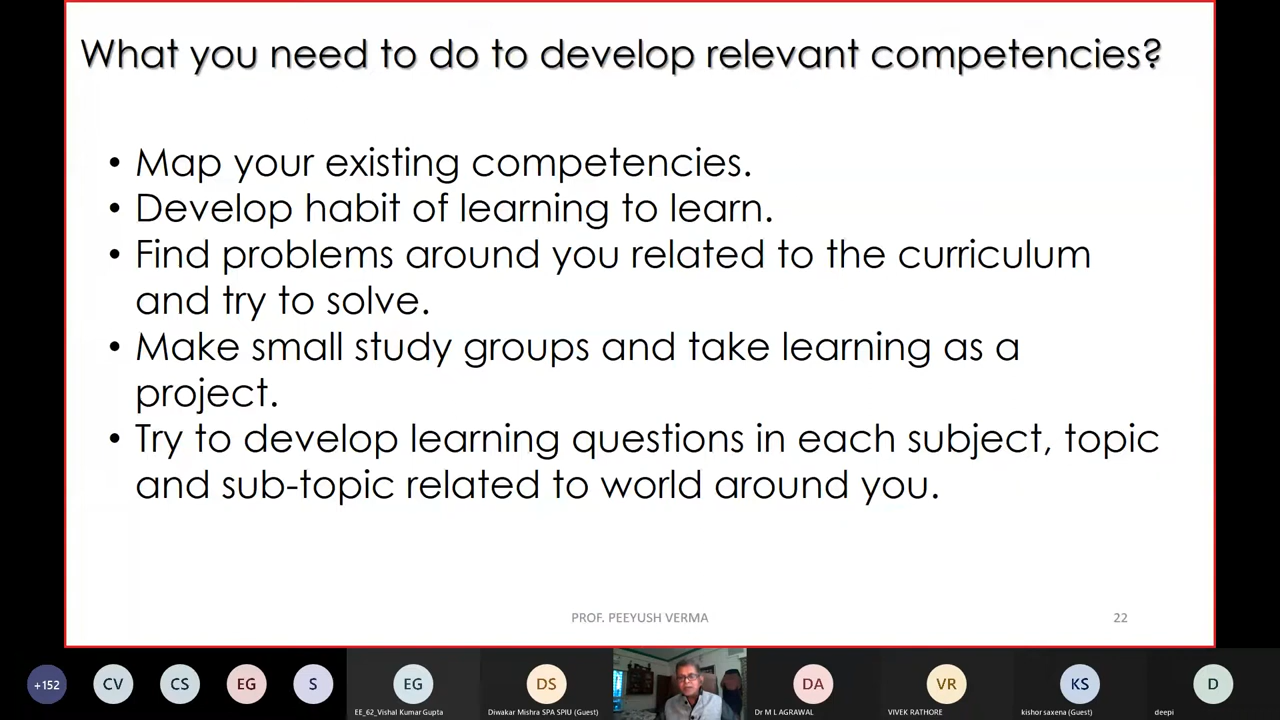 What you need to do to develop relevant competencies?
• Map your existing competencies.
• Develop habit of learning to learn.
• Find problems around you related to the curriculum
and try to solve.
• Make small study groups and take learning as a
project.
• Try to develop learning questions in each subject, topic
and sub-topic related to world around you.
PROF. PEEYUSH VERMA 22
+152 CV CS EG S EG DS DA VR KS D
EE_62_Vishal Kumar Gupta Diwakar Mishra SPA SPIU (Guest) Dr M L AGRAWAL VIVEK RATHORE kishor saxena (Guest) deepi